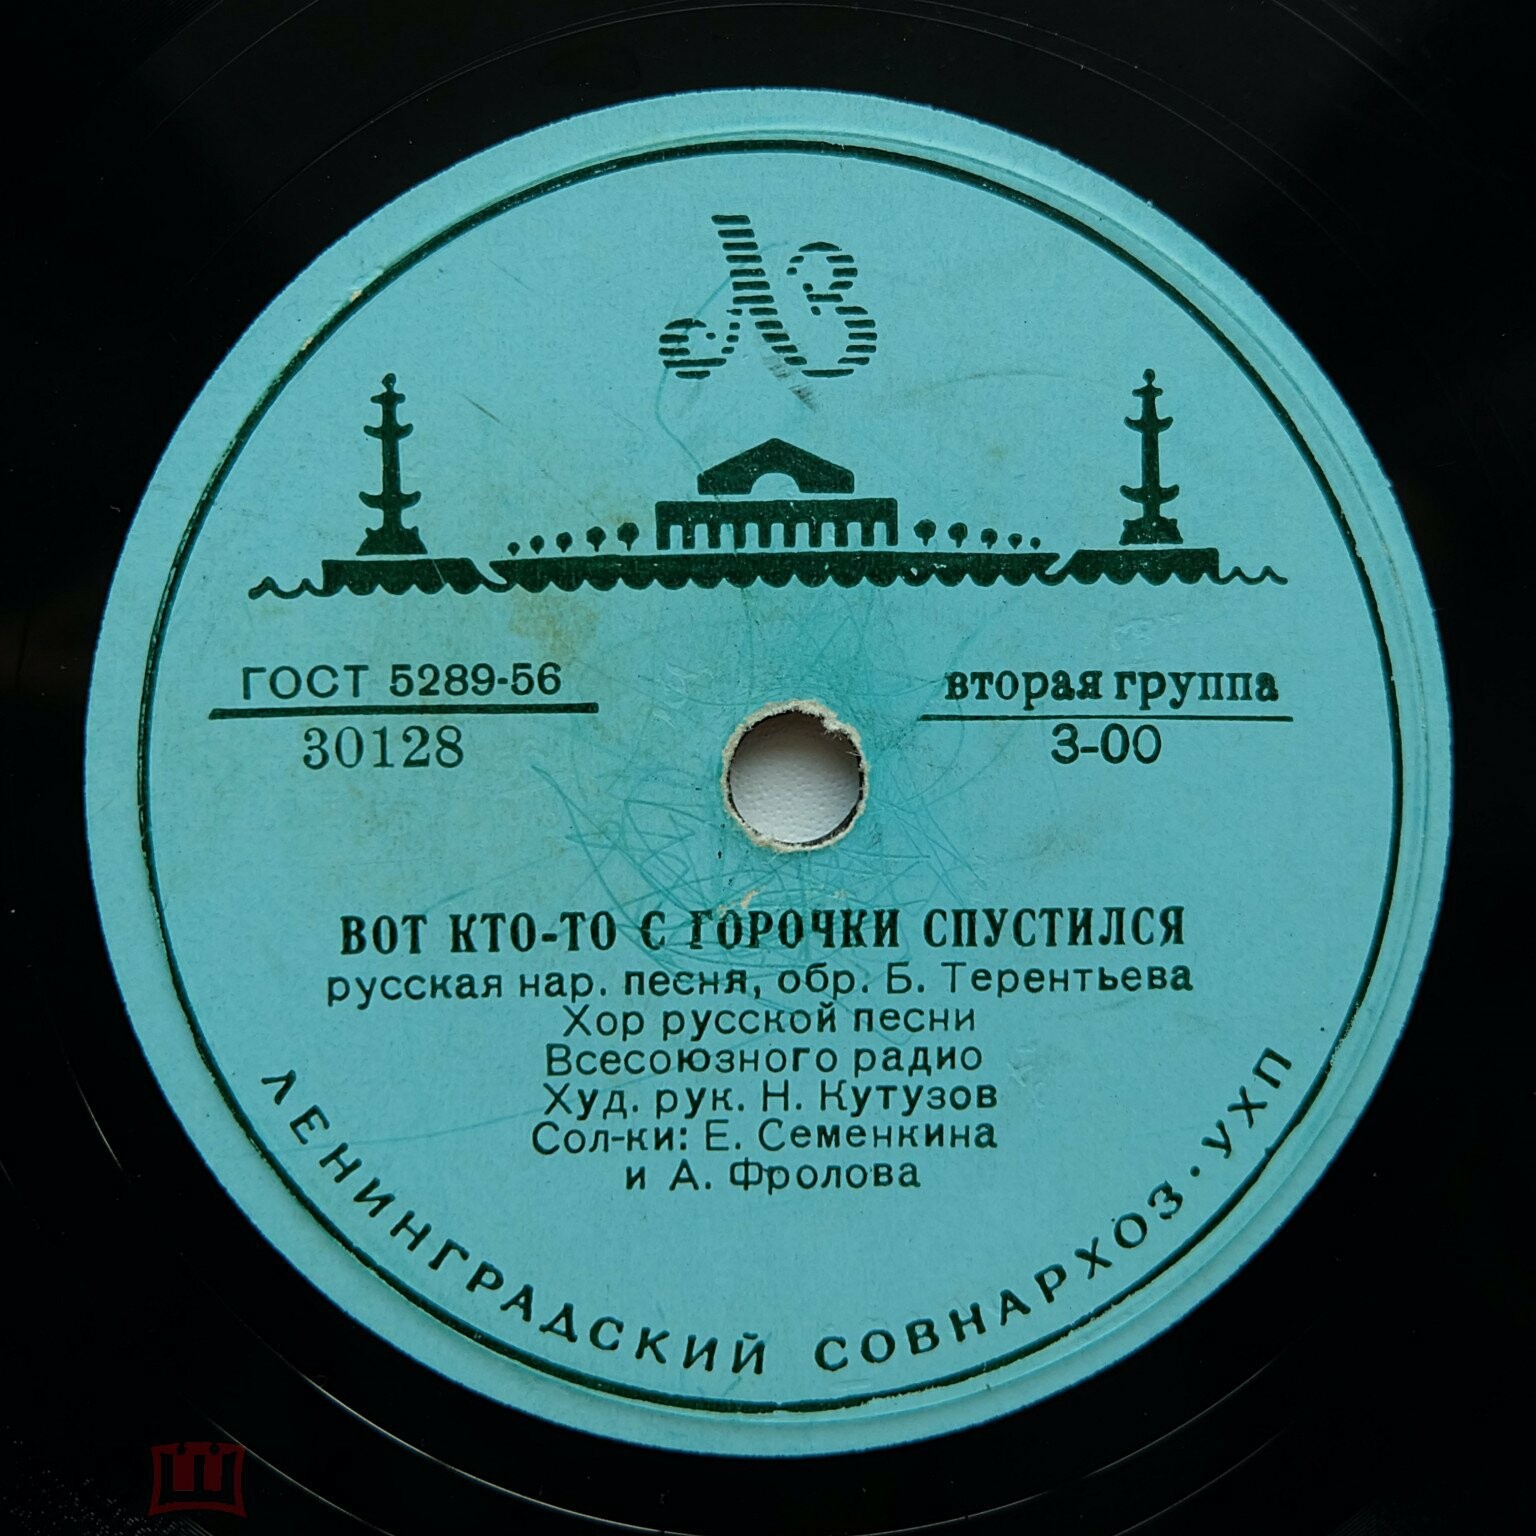 ЛЗ
ГОСТ 5289-56
30128
вторая группа
3-00
ВОТ КТО-ТО С ГОРОЧКИ СПУСТИЛСЯ
русская нар. песня, обр. Б. Терентьева
Хор русской песни
Всесоюзного радио
Худ. рук. Н. Кутузов
Сол-ки: Е. Семенкина
и А. Фролова
ЛЕНИНГРАДСКИЙ СОВНАРХОЗ · УХП